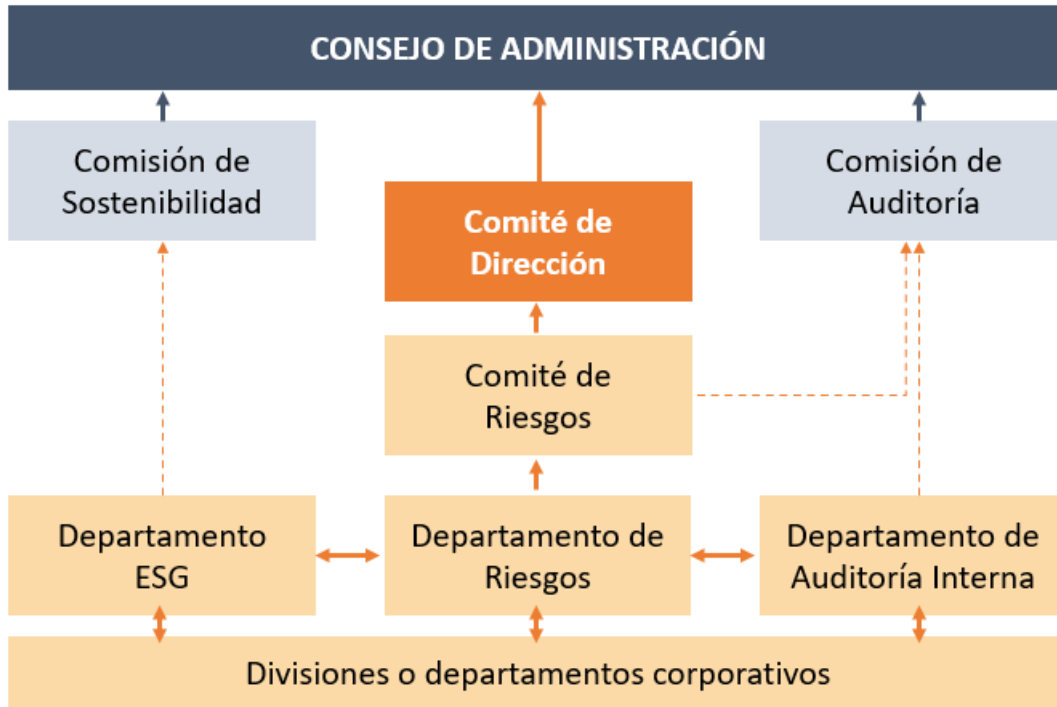 CONSEJO DE ADMINISTRACIÓN
Comisión de
Sostenibilidad
Comité de
Dirección
Comisión de
Auditoría
Comité de
Riesgos
Departamento
ESG
Departamento de
Riesgos
Departamento de
Auditoría Interna
Divisiones o departamentos corporativos